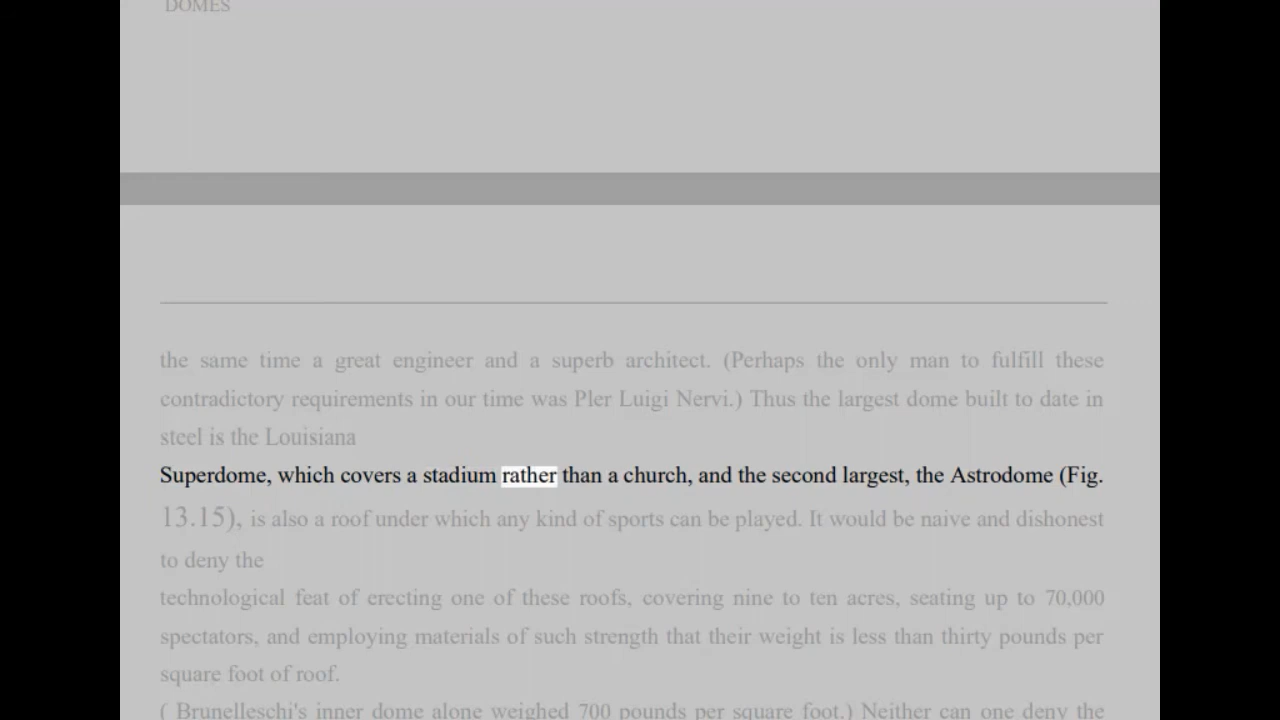 DOMES
the same time a great engineer and a superb architect. (Perhaps the only man to fulfill these
contradictory requirements in our time was Pler Luigi Nervi.) Thus the largest dome built to date in
steel is the Louisiana
Superdome, which covers a stadium rather than a church, and the second largest, the Astrodome (Fig.
13.15), is also a roof under which any kind of sports can be played. It would be naive and dishonest
to deny the
technological feat of erecting one of these roofs, covering nine to ten acres, seating up to 70,000
spectators, and employing materials of such strength that their weight is less than thirty pounds per
square foot of roof.
( Brunelleschi's inner dome alone weighed 700 pounds per square foot.) Neither can one deny the